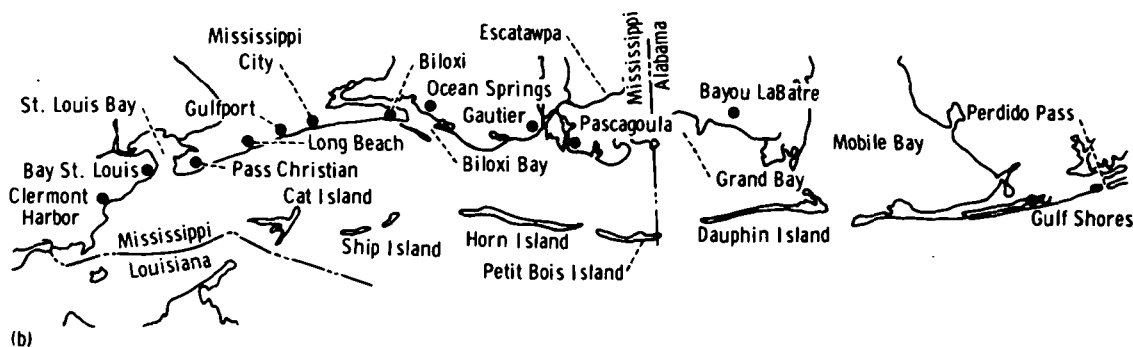 Mississippi
City
Escatawpa
Mississippi
Alabama
Biloxi
Ocean Springs
Bayou LaBatre
St. Louis Bay
Gulfport
Gautier
Perdido Pass
Pascagoula
Long Beach
Mobile Bay
Bay St. Louis
Pass Christian
Biloxi Bay
Grand Bay
Clermont
Harbor
Cat Island
Gulf Shores
Mississippi
Louisiana
Ship Island
Horn Island
Dauphin Island
Petit Bois Island
(b)